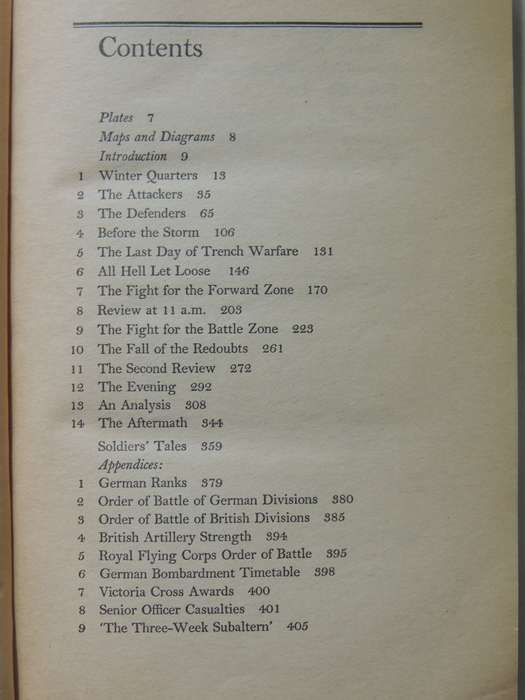 Contents
Plates 7
Maps and Diagrams 8
Introduction 9
1 Winter Quarters 13
2 The Attackers 35
3 The Defenders 65
4 Before the Storm 106
5 The Last Day of Trench Warfare 131
6 All Hell Let Loose 146
7 The Fight for the Forward Zone 170
8 Review at 11 a.m. 203
9 The Fight for the Battle Zone 223
10 The Fall of the Redoubts 261
11 The Second Review 272
12 The Evening 292
13 An Analysis 308
14 The Aftermath 344
Soldiers' Tales 359
Appendices:
1 German Ranks 379
2 Order of Battle of German Divisions 380
3 Order of Battle of British Divisions 385
4 British Artillery Strength 394
5 Royal Flying Corps Order of Battle 395
6 German Bombardment Timetable 398
7 Victoria Cross Awards 400
8 Senior Officer Casualties 401
9 'The Three-Week Subaltern' 405